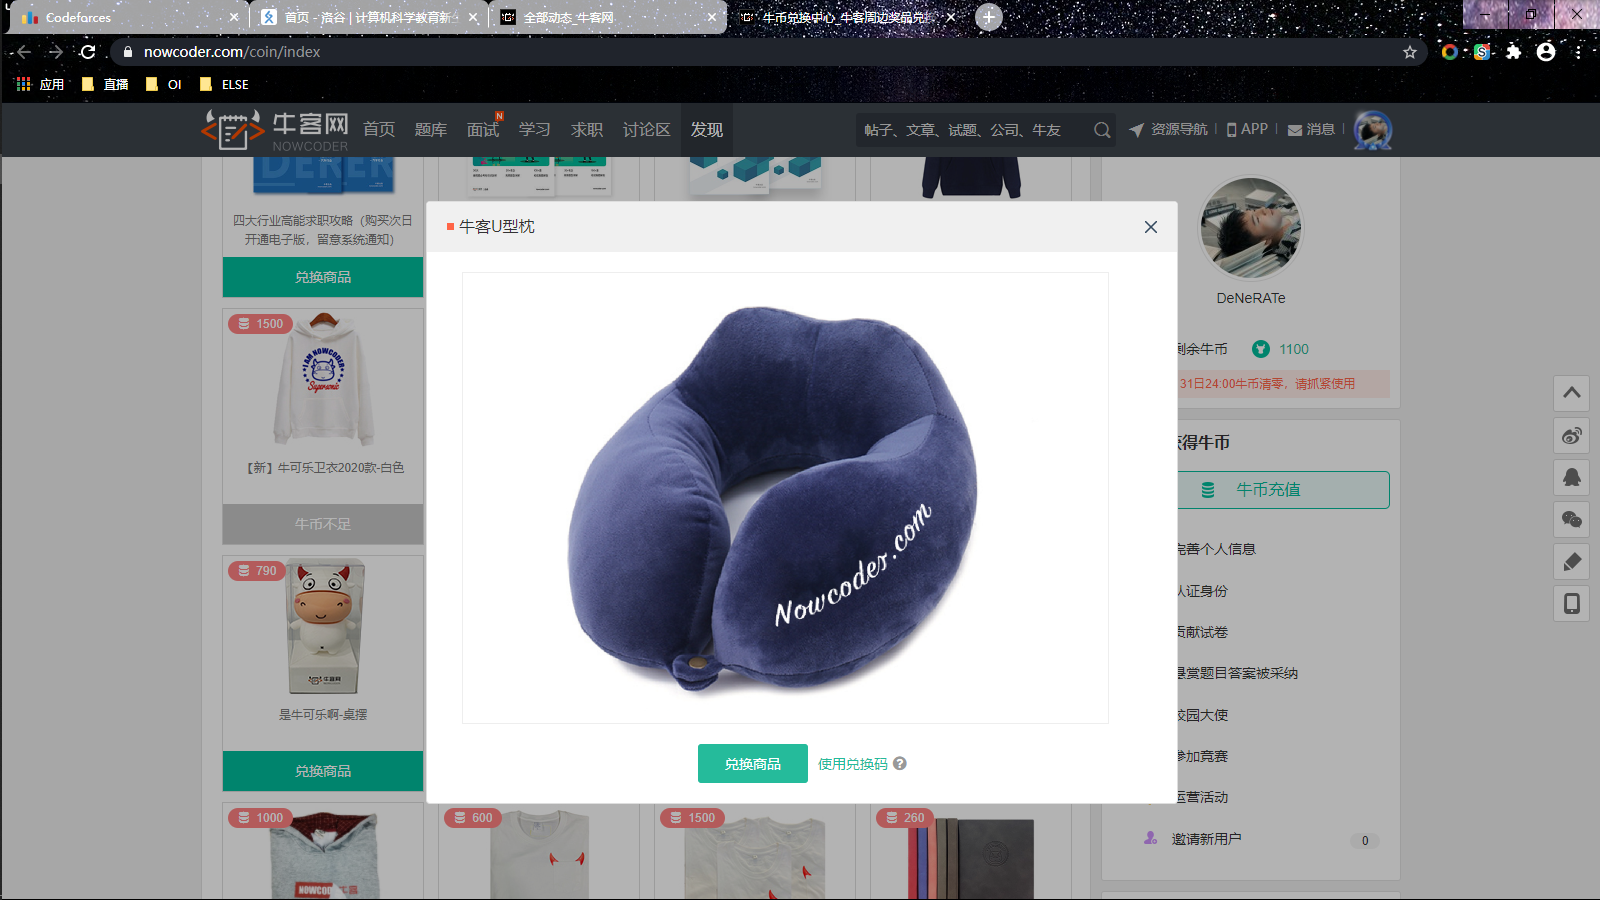 Codeforces
首页 - 洛谷 | 计算机科学教育新
全部动态_牛客网
牛币兑换中心_牛客周边奖品兑
nowcoder.com/coin/index
应用
直播
OI
ELSE
牛客网
NOWCODER
首页
题库
面试
N
学习
求职
讨论区
发现
帖子、文章、试题、公司、牛友
资源导航
APP
消息
四大行业高能求职攻略（购买次日
开通电子版，留意系统通知）
兑换商品
牛客U型枕
Nowcoder.com
兑换商品
使用兑换码
?
DeNeRATe
剩余牛币
1100
31日24:00牛币清零，请抓紧使用
获得牛币
牛币充值
完善个人信息
认证身份
贡献试卷
悬赏题目答案被采纳
校园大使
参加竞赛
运营活动
邀请新用户
0
1500
I AM NOWCODER
Supersonic
【新】牛可乐卫衣2020款-白色
牛币不足
790
牛客网
是牛可乐啊-桌摆
兑换商品
1000
NOWCODER
600
1500
260